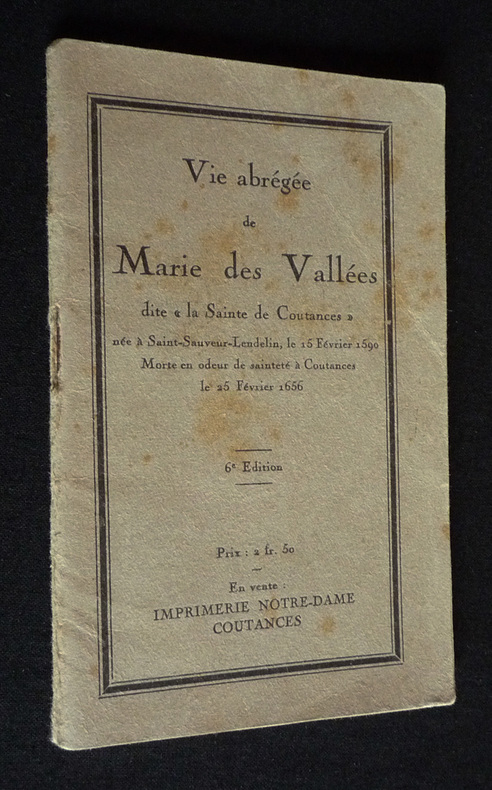 Vie abrégée
de
Marie des Vallées
dite « la Sainte de Coutances »
née à Saint-Sauveur-Lendelin, le 15 Février 1590
Morte en odeur de sainteté à Coutances
le 25 Février 1656
6e Edition
Prix : 2 fr. 50
En vente :
IMPRIMERIE NOTRE-DAME
COUTANCES